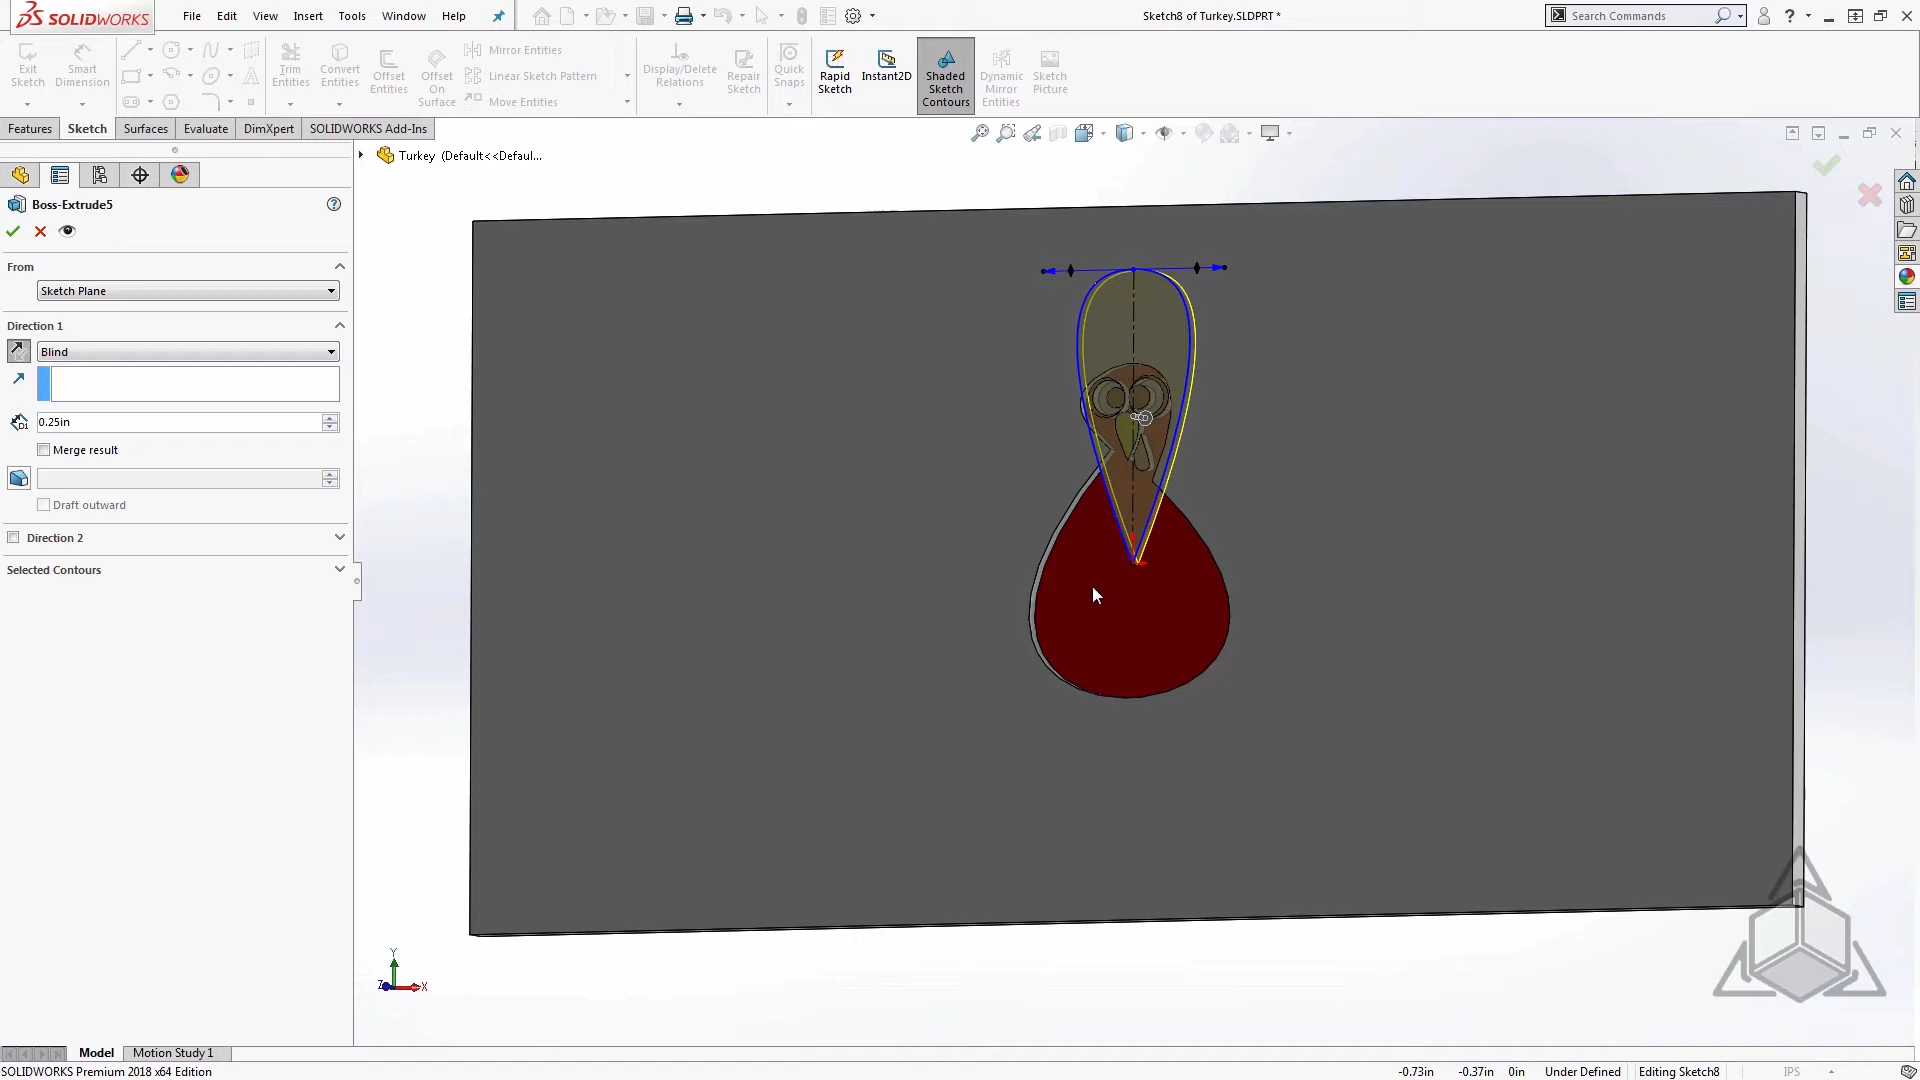 SOLIDWORKS
File Edit View Insert Tools Window Help
Sketch8 of Turkey.SLDPRT *
Search Commands
Exit Sketch
Smart Dimension
Trim Entities
Convert Entities
Offset Entities
Offset On Surface
Mirror Entities
Linear Sketch Pattern
Move Entities
Display/Delete Relations
Repair Sketch
Quick Snaps
Rapid Sketch
Instant2D
Shaded Sketch Contours
Dynamic Mirror Entities
Sketch Picture
Features Sketch Surfaces Evaluate DimXpert SOLIDWORKS Add-Ins
Turkey (Default<<Defaul...
Boss-Extrude5
From
Sketch Plane
Direction 1
Blind
D1
0.25in
Merge result
Draft outward
Direction 2
Selected Contours
Y
Z
X
Model Motion Study 1
SOLIDWORKS Premium 2018 x64 Edition
-0.73in -0.37in 0in Under Defined Editing Sketch8 IPS